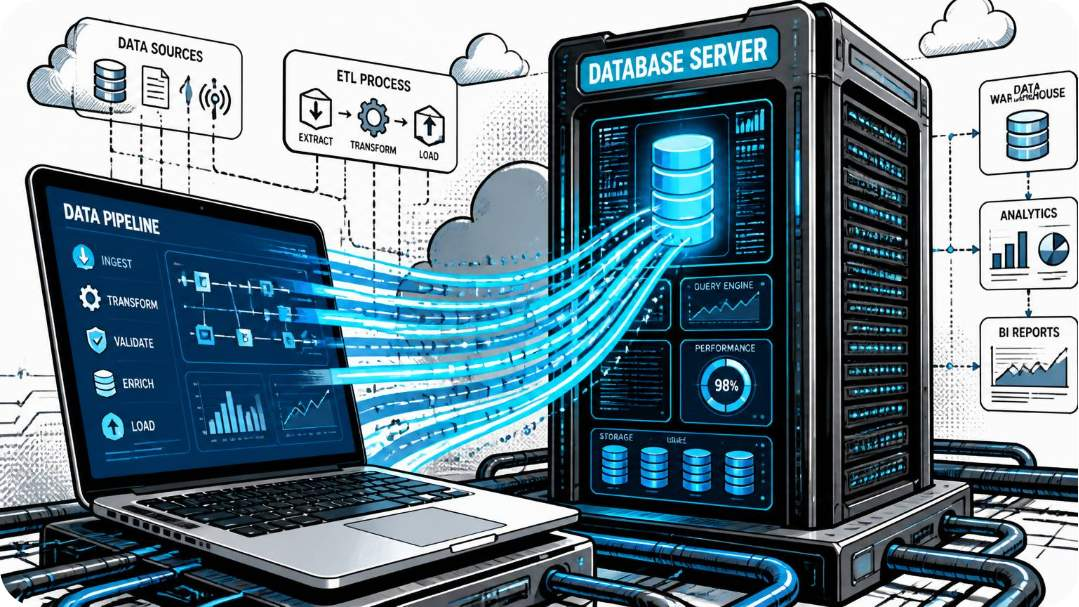 DATA SOURCES
ETL PROCESS
EXTRACT
TRANSFORM
LOAD
DATABASE SERVER
DATA
WAREHOUSE
ANALYTICS
BI REPORTS
DATA PIPELINE
INGEST
TRANSFORM
VALIDATE
ENRICH
LOAD
QUERY ENGINE
PERFORMANCE
98%
STORAGE